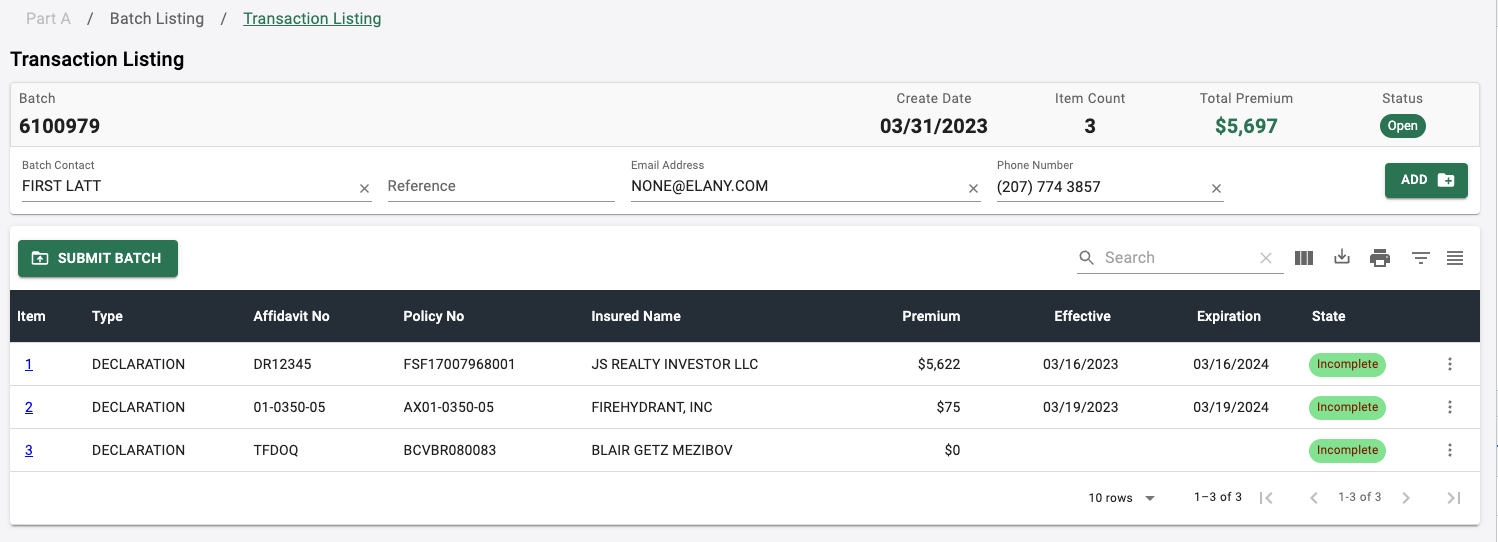 Part A / Batch Listing / Transaction Listing
Transaction Listing
Batch Create Date Item Count Total Premium Status
6100979 03/31/2023 3 $5,697 Open
Batch Contact Email Address Phone Number
FIRST LATT Reference NONE@ELANY.COM (207) 774 3857 ADD
SUBMIT BATCH Search
Item Type Affidavit No Policy No Insured Name Premium Effective Expiration State
1 DECLARATION DR12345 FSF17007968001 JS REALTY INVESTOR LLC $5,622 03/16/2023 03/16/2024 Incomplete
2 DECLARATION 01-0350-05 AX01-0350-05 FIREHYDRANT, INC $75 03/19/2023 03/19/2024 Incomplete
3 DECLARATION TFDOQ BCVBR080083 BLAIR GETZ MEZIBOV $0 Incomplete
10 rows 1–3 of 3 1-3 of 3